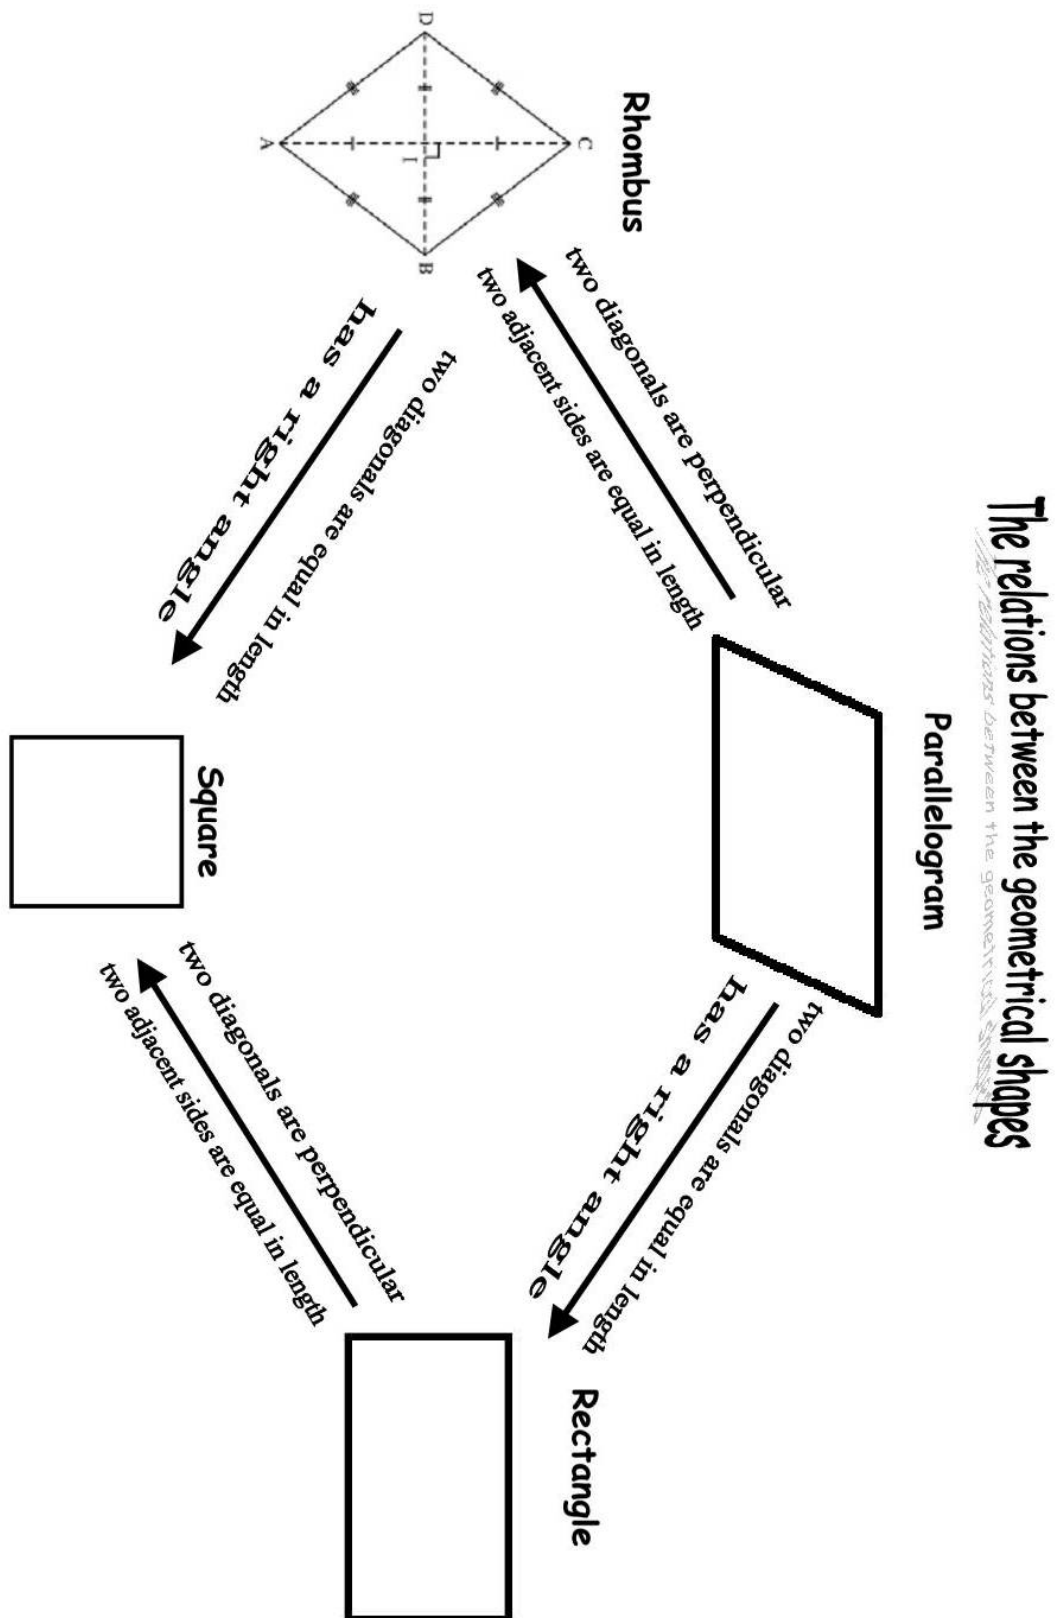 The relations between the geometrical shapes
Parallelogram
two diagonals are perpendicular
two adjacent sides are equal in length
two diagonals are equal in length
has a right angle
Rhombus
D
C
I
A
B
Rectangle
two diagonals are equal in length
has a right angle
two diagonals are perpendicular
two adjacent sides are equal in length
Square